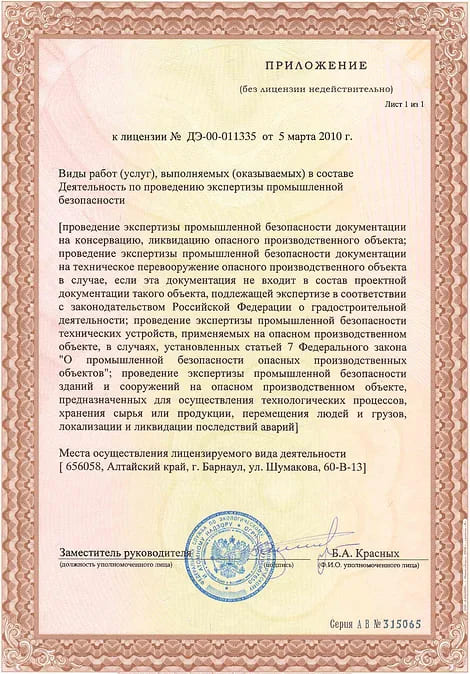 ПРИЛОЖЕНИЕ
(без лицензии недействительно)
Лист 1 из 1
к лицензии № ДЭ-00-011335 от 5 марта 2010 г.
Виды работ (услуг), выполняемых (оказываемых) в составе
Деятельность по проведению экспертизы промышленной
безопасности
[проведение экспертизы промышленной безопасности документации
на консервацию, ликвидацию опасного производственного объекта;
проведение экспертизы промышленной безопасности документации
на техническое перевооружение опасного производственного объекта
в случае, если эта документация не входит в состав проектной
документации такого объекта, подлежащей экспертизе в соответствии
с законодательством Российской Федерации о градостроительной
деятельности; проведение экспертизы промышленной безопасности
технических устройств, применяемых на опасном производственном
объекте, в случаях, установленных статьей 7 Федерального закона
"О промышленной безопасности опасных производственных
объектов"; проведение экспертизы промышленной безопасности
зданий и сооружений на опасном производственном объекте,
предназначенных для осуществления технологических процессов,
хранения сырья или продукции, перемещения людей и грузов,
локализации и ликвидации последствий аварий]
Места осуществления лицензируемого вида деятельности
[ 656058, Алтайский край, г. Барнаул, ул. Шумакова, 60-В-13]
Заместитель руководителя Б.А. Красных
(должность уполномоченного лица) (подпись) (Ф.И.О. уполномоченного лица)
Серия А В № 315065